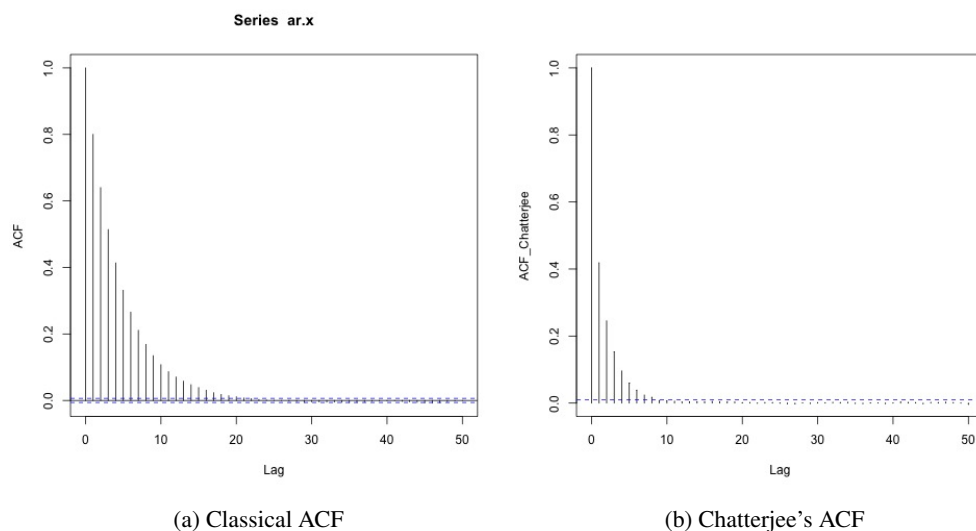 Series ar.x
ACF
0.0 0.2 0.4 0.6 0.8 1.0
0 10 20 30 40 50
Lag
(a) Classical ACF
ACF_Chatterjee
0.0 0.2 0.4 0.6 0.8 1.0
0 10 20 30 40 50
Lag
(b) Chatterjee's ACF